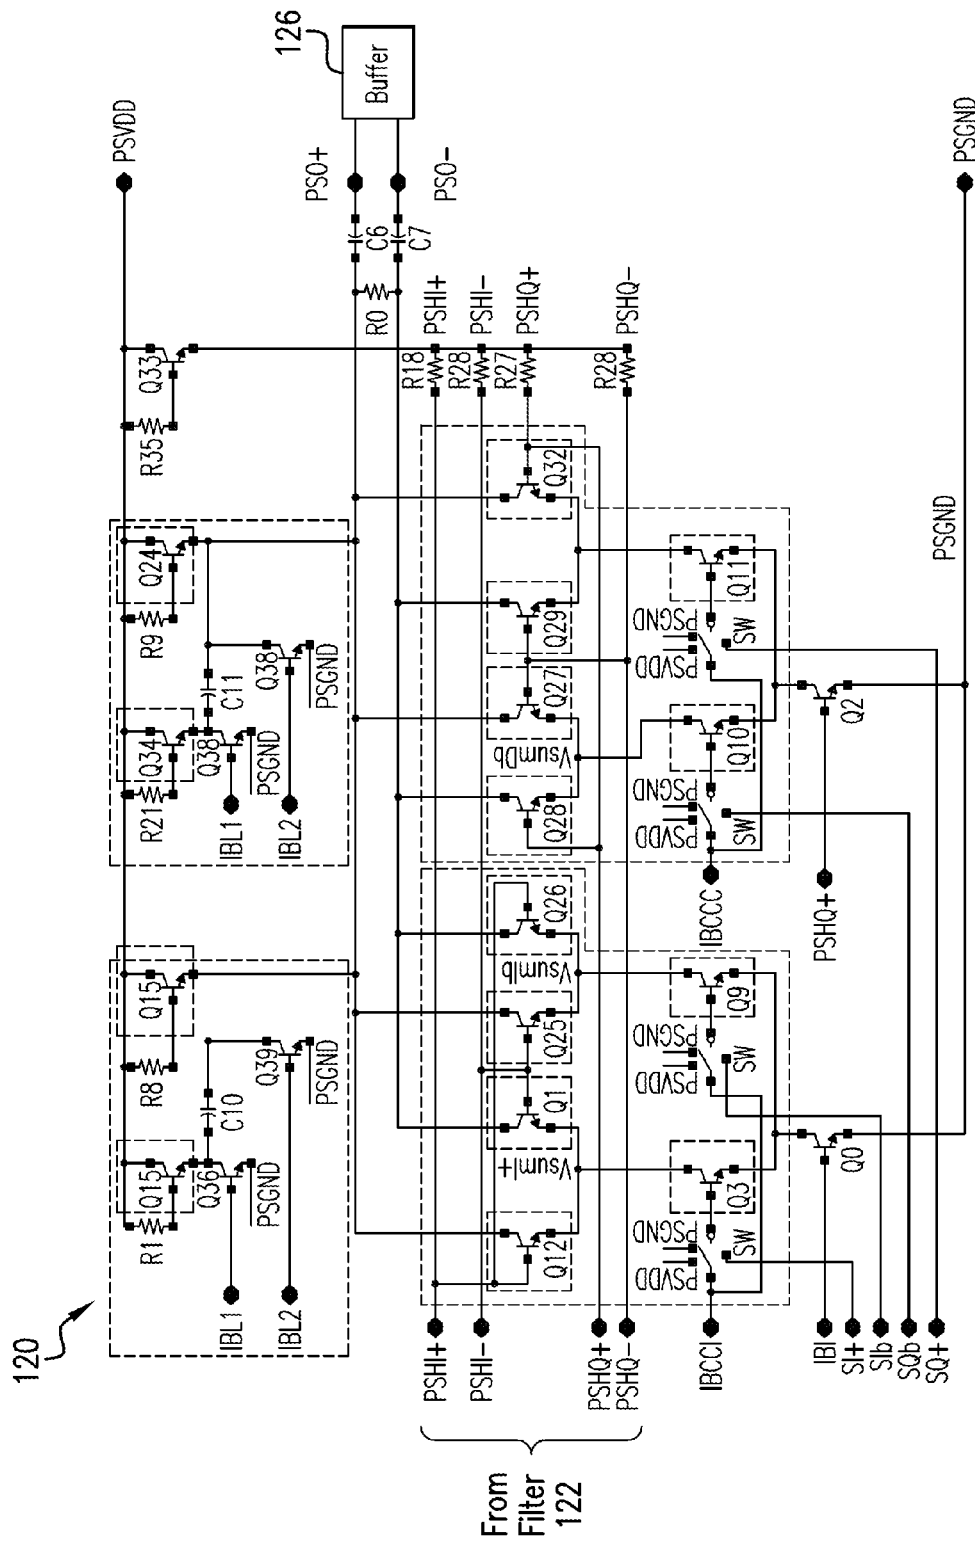 120
126
Buffer
PSVDD
PSO+
PSO-
C6
C7
R0
PSHI+
PSHI-
PSHQ+
PSHQ-
R18
R28
R27
R28
Q33
R35
Q24
R9
Q34
R21
C11
Q38
Q38
PSGND
PSGND
IBL1
IBL2
Q15
R8
Q15
R1
C10
Q36
Q39
PSGND
PSGND
IBL1
IBL2
Q32
Q29
Q27
Q28
VsumDb
Q26
Q25
Q1
Q12
VsumIb
VsumI+
PSHI+
PSHI-
PSHQ+
PSHQ-
From
Filter
122
PSGND
PSVDD
SW
Q11
PSGND
PSVDD
SW
Q10
PSGND
PSVDD
SW
Q9
PSGND
PSVDD
SW
Q3
IBCCC
IBCCI
PSHQ+
Q2
Q0
IBI
SI+
SIb
SQb
SQ+
PSGND
PSGND